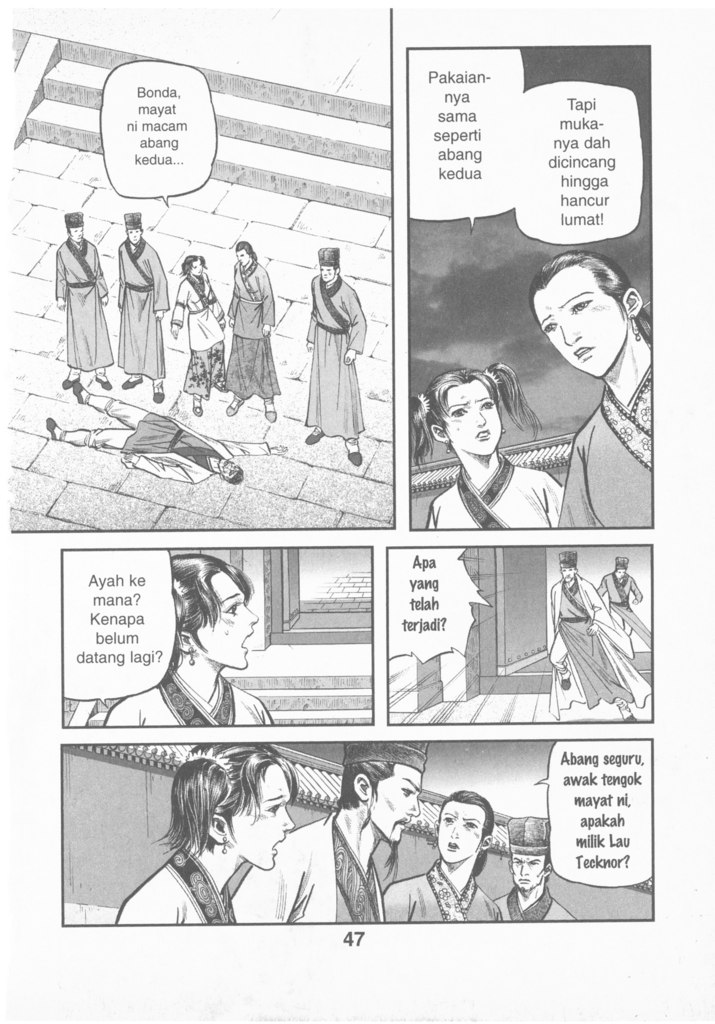 Bonda,
mayat
ni macam
abang
kedua...
Pakaian-
nya
sama
seperti
abang
kedua
Tapi
muka-
nya dah
dicincang
hingga
hancur
lumat!
Ayah ke
mana?
Kenapa
belum
datang lagi?
Apa
yang
telah
terjadi?
Abang seguru,
awak tengok
mayat ni,
apakah
milik Lau
Tecknor?
47